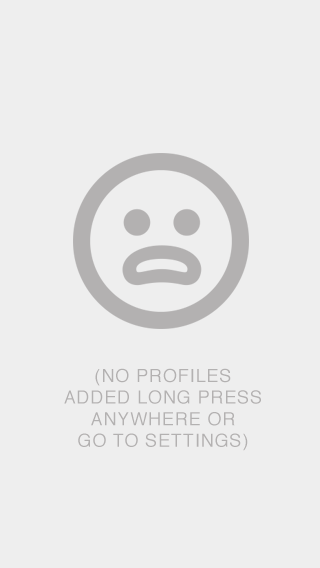 (NO PROFILES
ADDED LONG PRESS
ANYWHERE OR
GO TO SETTINGS)